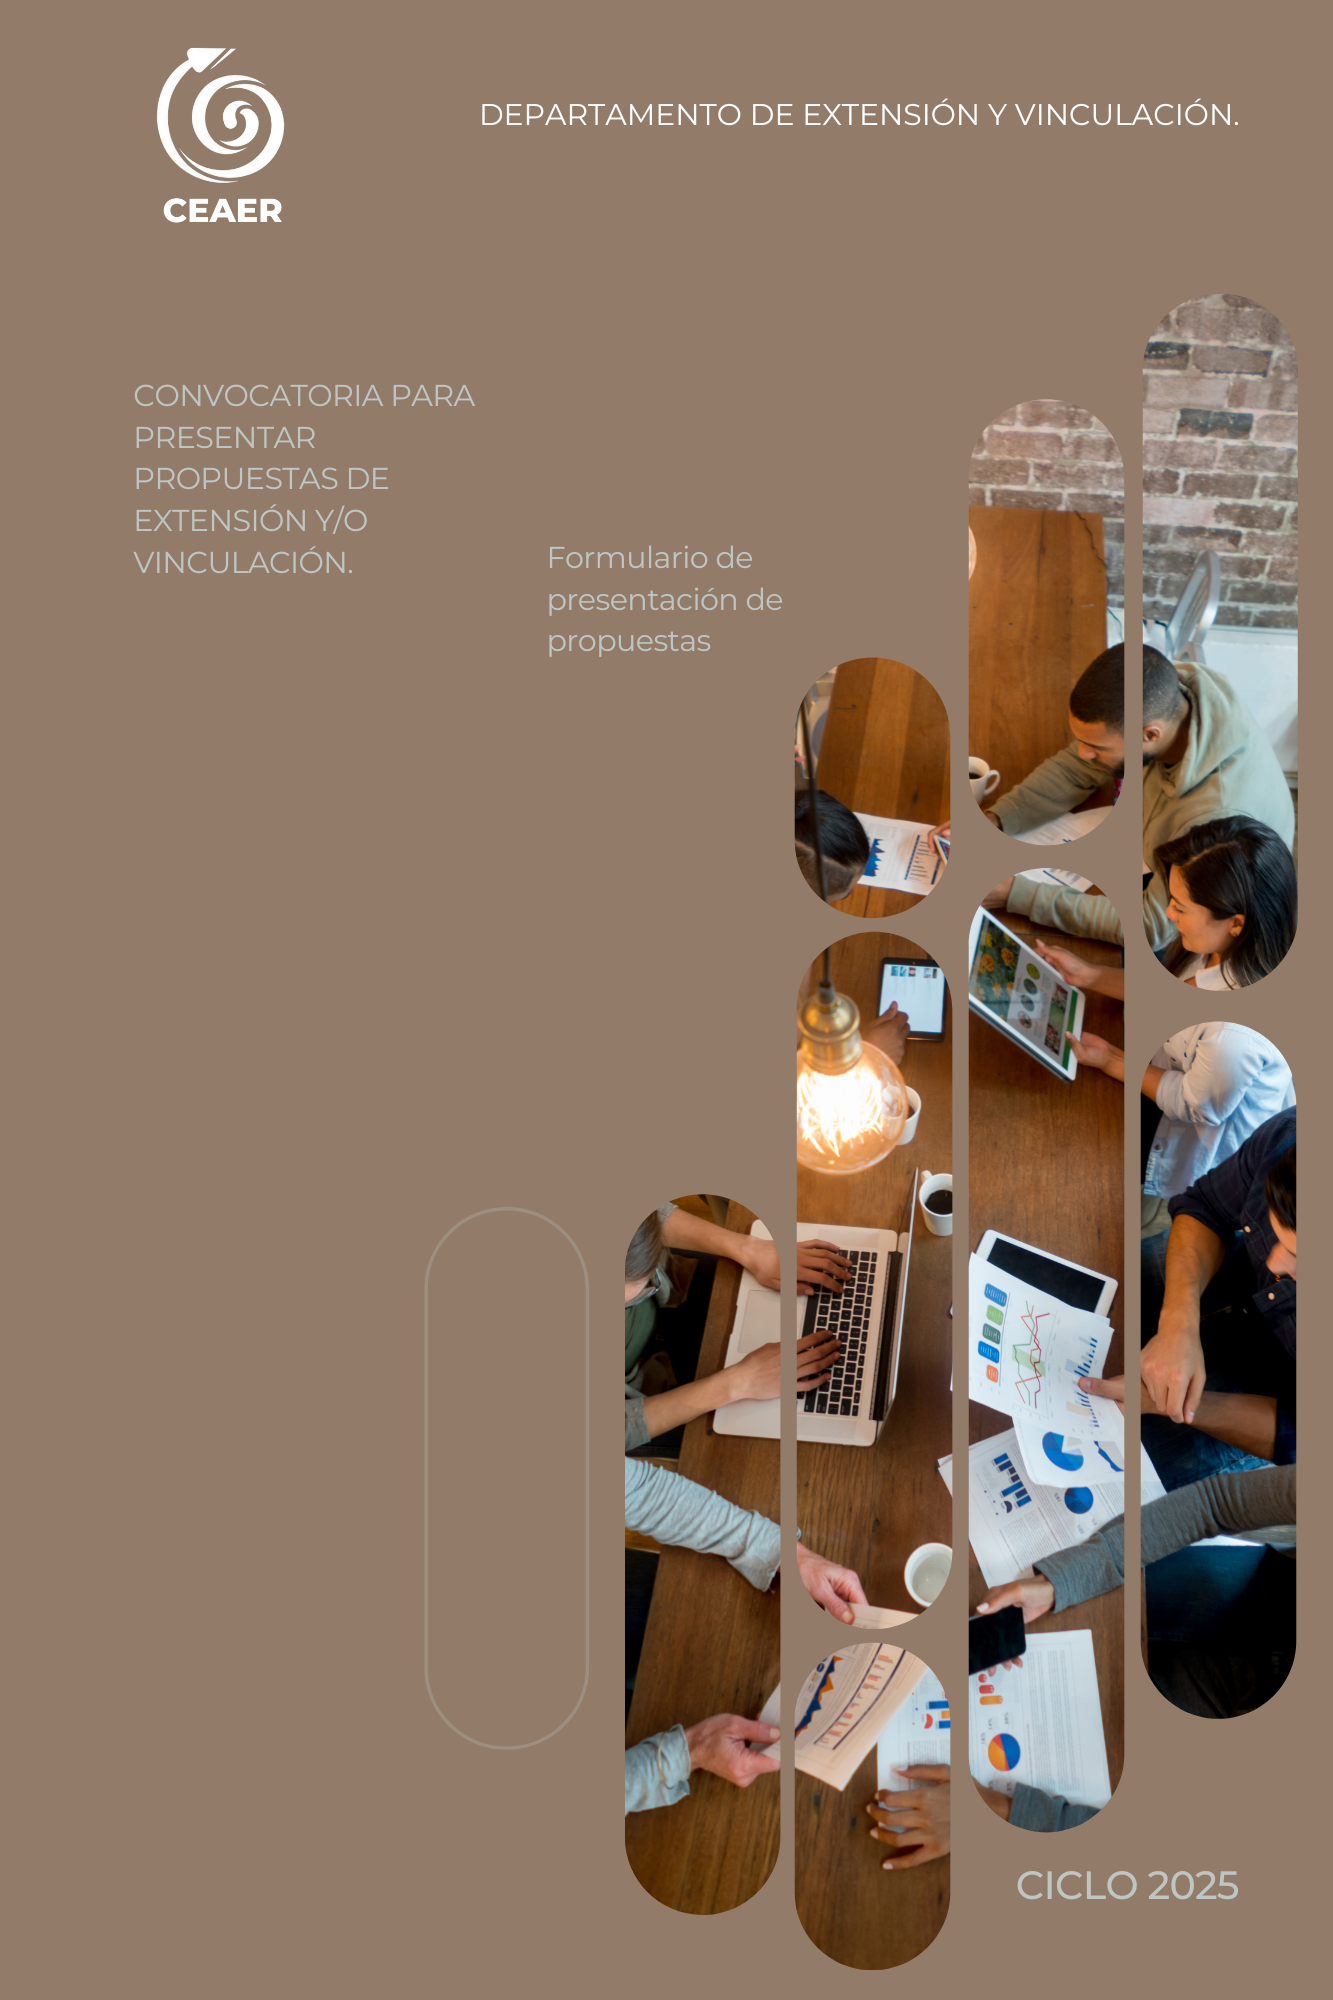 CEAER
DEPARTAMENTO DE EXTENSIÓN Y VINCULACIÓN.
CONVOCATORIA PARA
PRESENTAR
PROPUESTAS DE
EXTENSIÓN Y/O
VINCULACIÓN.
Formulario de
presentación de
propuestas
CICLO 2025